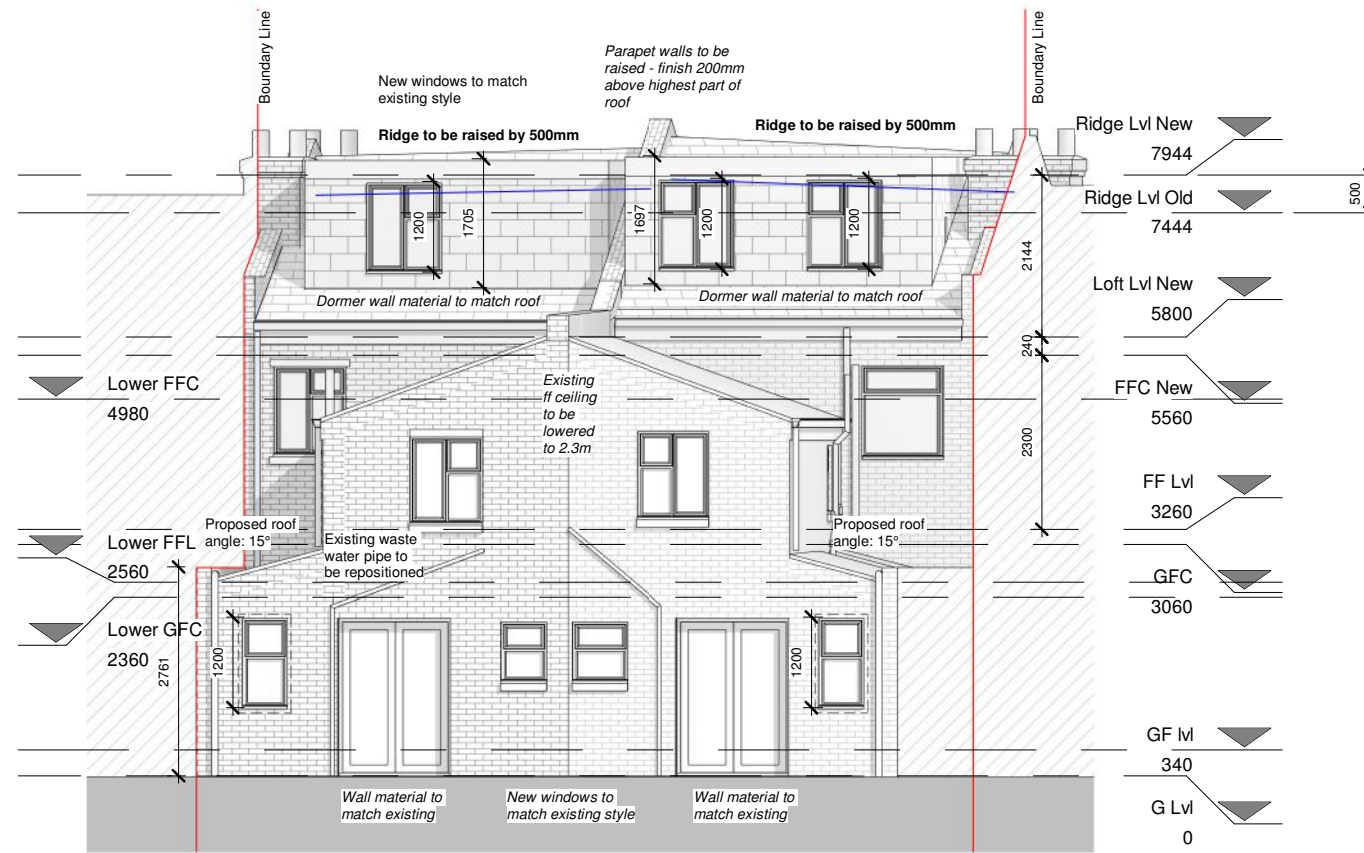 Boundary Line
Boundary Line
New windows to match
existing style
Parapet walls to be
raised - finish 200mm
above highest part of
roof
Ridge to be raised by 500mm
Ridge to be raised by 500mm
Ridge Lvl New
7944
Ridge Lvl Old
7444
500
1200
1705
1697
1200
1200
2144
Loft Lvl New
5800
Dormer wall material to match roof
Dormer wall material to match roof
240
FFC New
5560
Lower FFC
4980
Existing
ff ceiling
to be
lowered
to 2.3m
2300
FF Lvl
3260
Proposed roof
angle: 15°
Existing waste
water pipe to
be repositioned
Proposed roof
angle: 15°
Lower FFL
2560
GFC
3060
Lower GFC
2360
2761
1200
1200
GF lvl
340
G Lvl
0
Wall material to
match existing
New windows to
match existing style
Wall material to
match existing